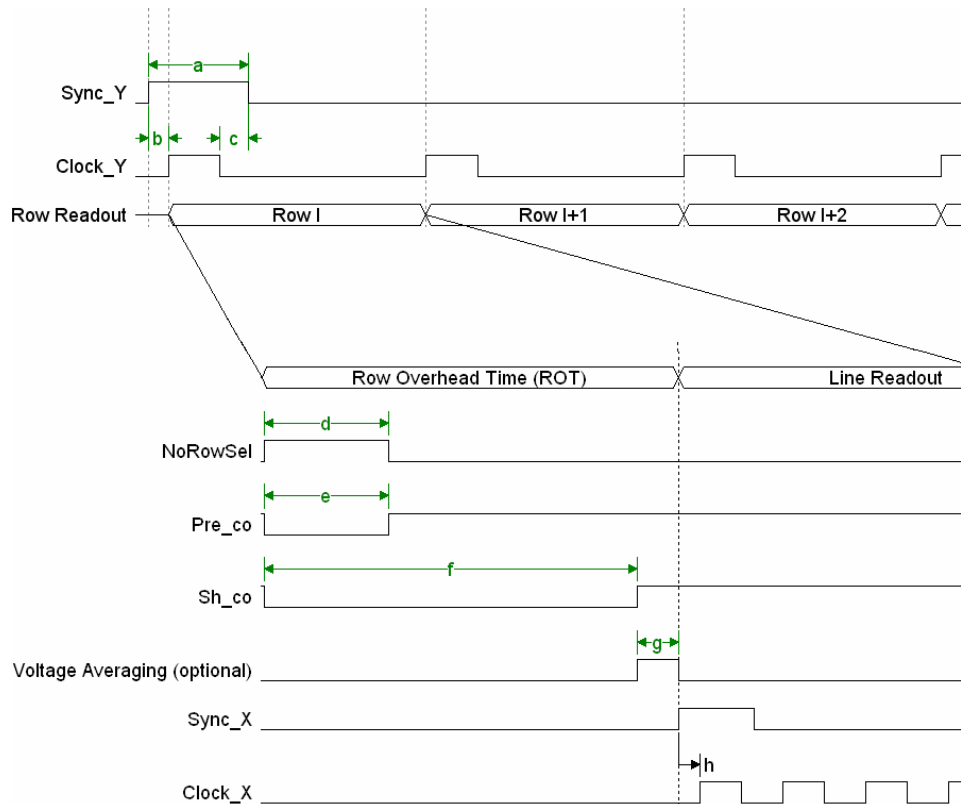 a
Sync_Y
b
c
Clock_Y
Row Readout
Row I
Row I+1
Row I+2
Row Overhead Time (ROT)
Line Readout
d
NoRowSel
e
Pre_co
f
Sh_co
g
Voltage Averaging (optional)
Sync_X
h
Clock_X